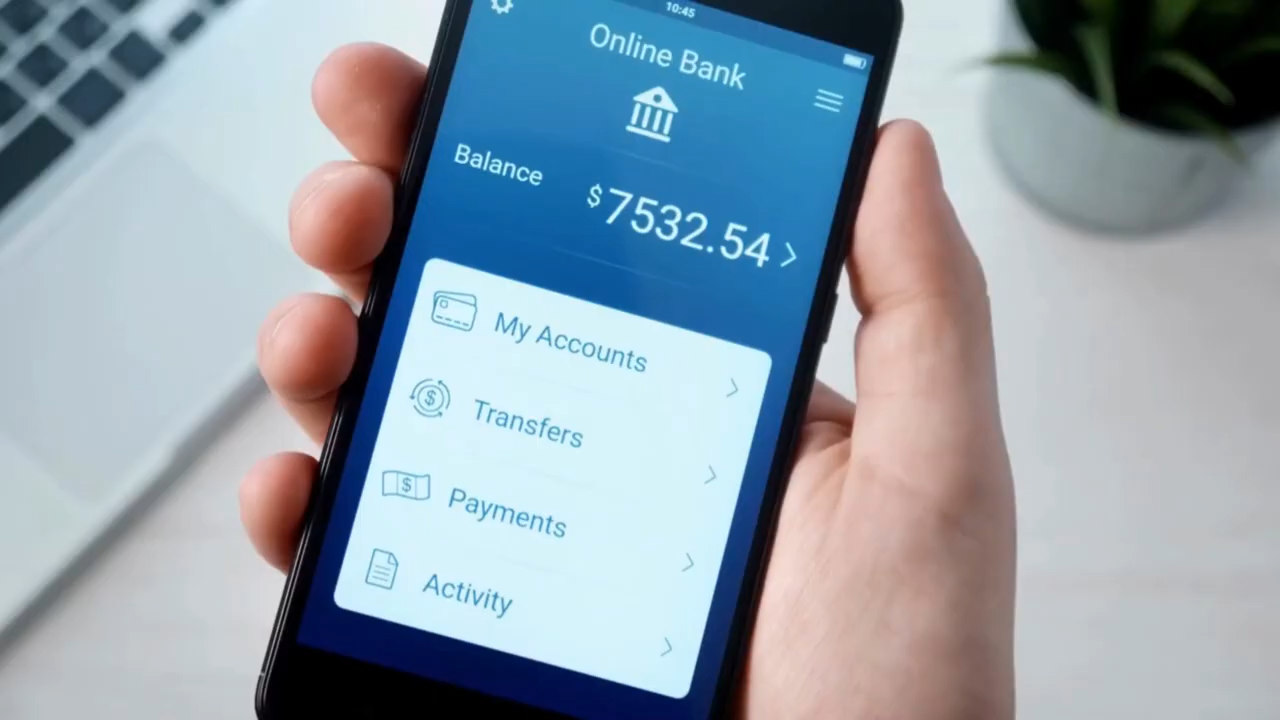 10:45
Online Bank
Balance $7532.54
My Accounts
Transfers
Payments
Activity